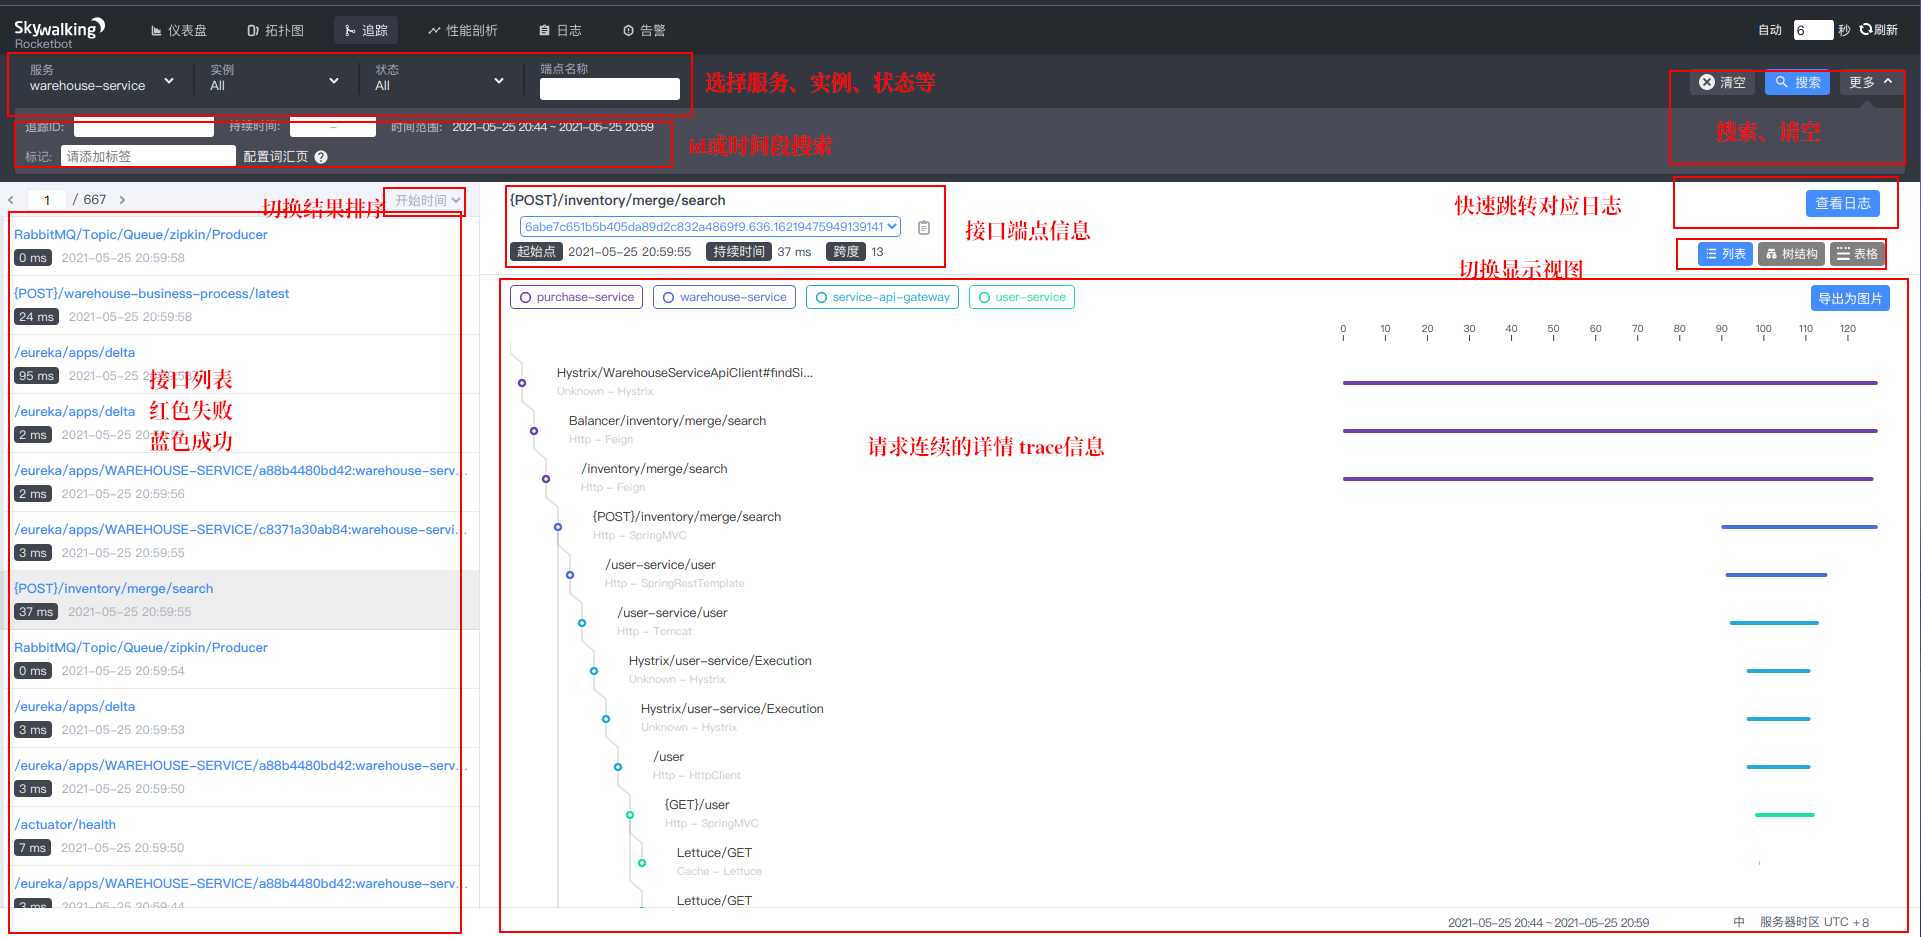 Skywalking
Rocketbot
仪表盘
拓扑图
追踪
性能剖析
日志
告警
自动 6 秒 刷新
服务
warehouse-service
实例
All
状态
All
端点名称
选择服务、实例、状态等
清空
搜索
更多
追踪ID:
持续时间: –
时间范围: 2021-05-25 20:44 ~ 2021-05-25 20:59
id或时间段搜索
搜索、请空
标记: 请添加标签 配置词汇页 ?
1 / 667
切换结果排序
开始时间
RabbitMQ/Topic/Queue/zipkin/Producer
0 ms 2021-05-25 20:59:58
{POST}/warehouse-business-process/latest
24 ms 2021-05-25 20:59:58
/eureka/apps/delta
95 ms
接口列表
/eureka/apps/delta
红色失败
2 ms
蓝色成功
/eureka/apps/WAREHOUSE-SERVICE/a88b4480bd42:warehouse-serv...
2 ms 2021-05-25 20:59:56
/eureka/apps/WAREHOUSE-SERVICE/c8371a30ab84:warehouse-servi...
3 ms 2021-05-25 20:59:55
{POST}/inventory/merge/search
37 ms 2021-05-25 20:59:55
RabbitMQ/Topic/Queue/zipkin/Producer
0 ms 2021-05-25 20:59:54
/eureka/apps/delta
3 ms 2021-05-25 20:59:53
/eureka/apps/WAREHOUSE-SERVICE/a88b4480bd42:warehouse-serv...
3 ms 2021-05-25 20:59:50
/actuator/health
7 ms 2021-05-25 20:59:50
/eureka/apps/WAREHOUSE-SERVICE/a88b4480bd42:warehouse-serv...
3 ms 2021-05-25 20:59:44
{POST}/inventory/merge/search
6abe7c651b5b405da89d2c832a4869f9.636.16219475949139141
起始点 2021-05-25 20:59:55 持续时间 37 ms 跨度 13
接口端点信息
快速跳转对应日志
查看日志
列表
树结构
表格
切换显示视图
purchase-service
warehouse-service
service-api-gateway
user-service
导出为图片
0 10 20 30 40 50 60 70 80 90 100 110 120
Hystrix/WarehouseServiceApiClient#findSi...
Unknown - Hystrix
Balancer/inventory/merge/search
Http - Feign
请求连续的详情 trace信息
/inventory/merge/search
Http - Feign
{POST}/inventory/merge/search
Http - SpringMVC
/user-service/user
Http - SpringRestTemplate
/user-service/user
Http - Tomcat
Hystrix/user-service/Execution
Unknown - Hystrix
Hystrix/user-service/Execution
Unknown - Hystrix
/user
Http - HttpClient
{GET}/user
Http - SpringMVC
Lettuce/GET
Cache - Lettuce
Lettuce/GET
2021-05-25 20:44 ~ 2021-05-25 20:59
中
服务器时区 UTC + 8